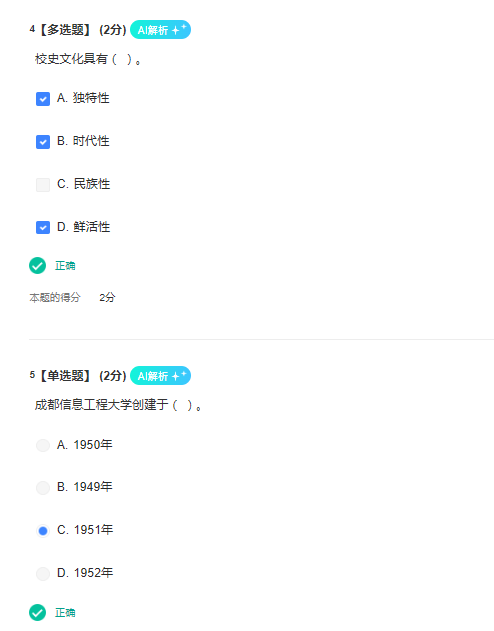 4【多选题】 (2分) AI解析
校史文化具有（ ）。
A. 独特性
B. 时代性
C. 民族性
D. 鲜活性
正确
本题的得分 2分
5【单选题】 (2分) AI解析
成都信息工程大学创建于（ ）。
A. 1950年
B. 1949年
C. 1951年
D. 1952年
正确